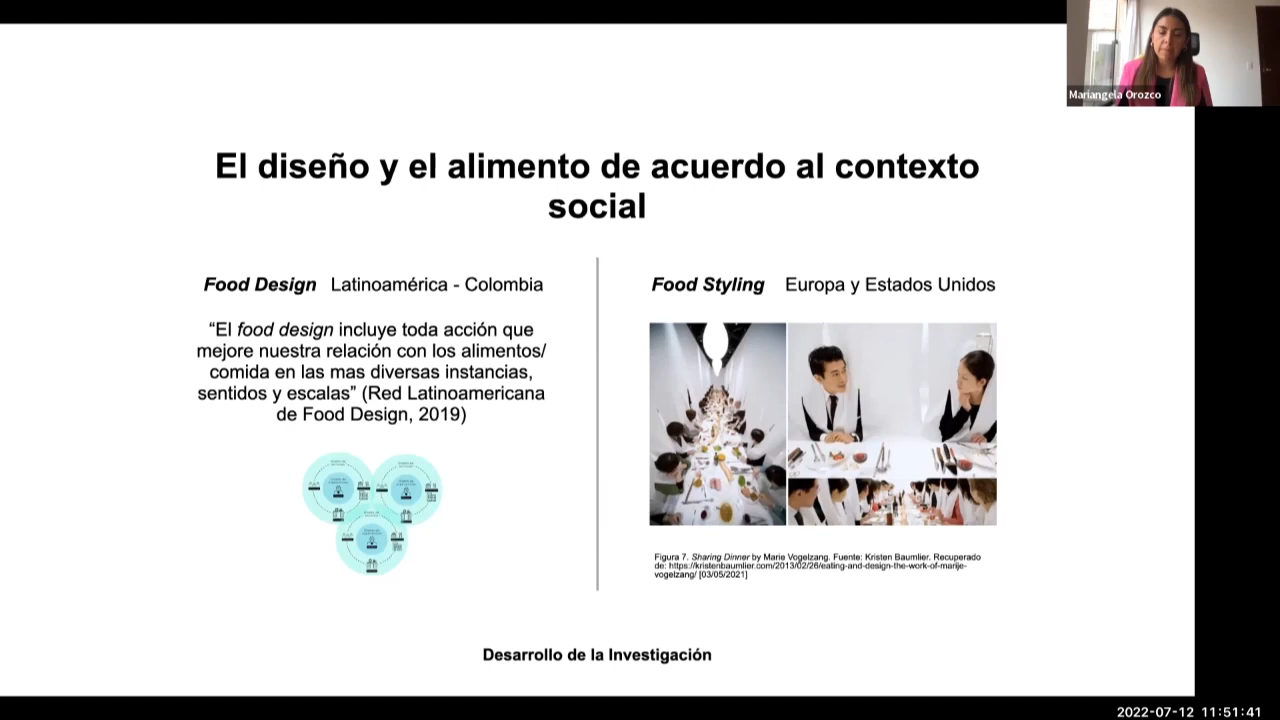 Mariangela Orozco
El diseño y el alimento de acuerdo al contexto
social
Food Design Latinoamérica - Colombia
“El food design incluye toda acción que
mejore nuestra relación con los alimentos/
comida en las mas diversas instancias,
sentidos y escalas” (Red Latinoamericana
de Food Design, 2019)
Food Styling Europa y Estados Unidos
Figura 7. Sharing Dinner by Marie Vogelzang. Fuente: Kristen Baumlier. Recuperado
de: https://kristenbaumlier.com/2013/02/26/eating-and-design-the-work-of-marije-
vogelzang/ [03/05/2021]
Desarrollo de la Investigación
2022-07-12 11:51:41